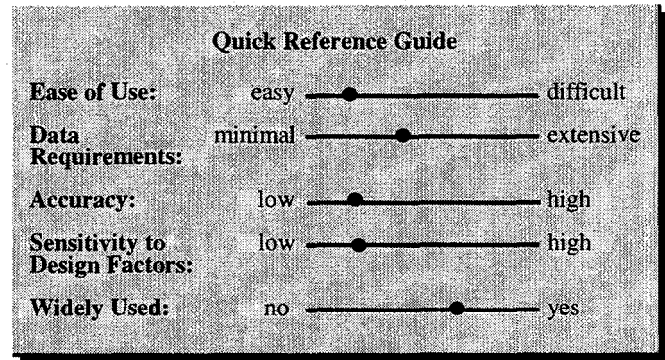 Quick Reference Guide
Ease of Use: easy difficult
Data
Requirements: minimal extensive
Accuracy: low high
Sensitivity to
Design Factors: low high
Widely Used: no yes